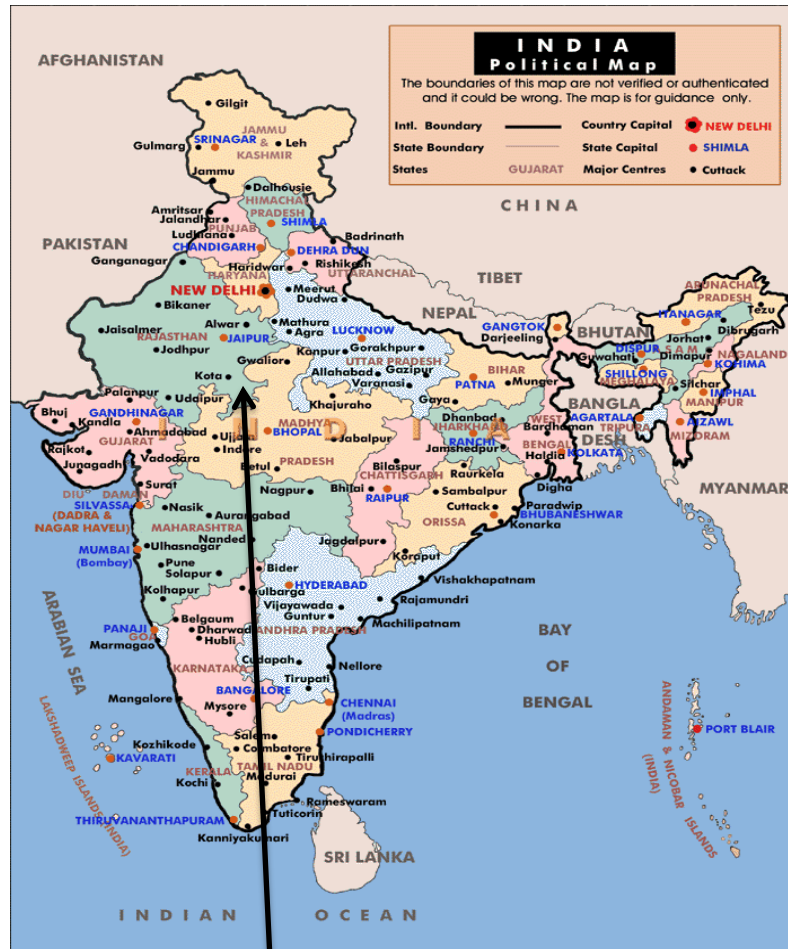 INDIA
Political Map
The boundaries of this map are not verified or authenticated
and it could be wrong. The map is for guidance only.
Intl. Boundary
Country Capital
NEW DELHI
State Boundary
State Capital
SHIMLA
States
GUJARAT
Major Centres
Cuttack
AFGHANISTAN
Gilgit
JAMMU
&
KASHMIR
SRINAGAR
Gulmarg
Leh
Jammu
CHINA
Dalhousie
HIMACHAL
PRADESH
Amritsar
Jalandhar
SHIMLA
PUNJAB
Ludhiana
PAKISTAN
CHANDIGARH
Badrinath
DEHRA DUN
Ganganagar
Rishikesh
Haridwar
UTTARANCHAL
HARYANA
TIBET
NEW DELHI
Meerut
Dudwa
ARUNACHAL
PRADESH
Tezu
Bikaner
NEPAL
Jaisalmer
RAJASTHAN
Alwar
Mathura
Agra
LUCKNOW
GANGTOK
Darjeeling
BHUTAN
ITANAGAR
Dibrugarh
JAIPUR
Jodhpur
Gwalior
Kanpur
Gorakhpur
UTTAR PRADESH
BIHAR
Guwahati
DISPUR
ASSAM
Jorhat
Dimapur
NAGALAND
KOHIMA
Kota
Allahabad
Gazipur
Varanasi
PATNA
Munger
SHILLONG
MEGHALAYA
Silchar
IMPHAL
MANIPUR
Palanpur
Udaipur
Khajuraho
Gaya
BANGLA
DESH
Bhuj
Kandla
GANDHINAGAR
Ahmadabad
INDIA
MADHYA
PRADESH
Dhanbad
JHARKHAND
RANCHI
WEST
BENGAL
Bardhaman
AGARTALA
TRIPURA
AIZAWL
MIZORAM
GUJARAT
Ujjain
BHOPAL
Jabalpur
Rajkot
Vadodara
Indore
Jamshedpur
KOLKATA
Junagadh
Betul
Bilaspur
CHATTISGARH
Raurkela
Haldia
Surat
Nagpur
Bhilai
RAIPUR
Sambalpur
Digha
MYANMAR
DIU
DAMAN
SILVASSA
(DADRA &
NAGAR HAVELI)
Nasik
Aurangabad
MAHARASHTRA
ORISSA
Cuttack
Paradwip
BHUBANESHWAR
Konarka
Nanded
Jagdalpur
MUMBAI
(Bombay)
Ulhasnagar
Koraput
Pune
Solapur
Bider
HYDERABAD
Vishakhapatnam
Kolhapur
Gulbarga
Rajamundri
Vijayawada
Guntur
Machilipatnam
ARABIAN SEA
Belgaum
PANAJI
GOA
Dharwad
Hubli
ANDHRA PRADESH
BAY
OF
BENGAL
Marmagao
KARNATAKA
Cudapah
Nellore
Tirupati
Mangalore
BANGALORE
Mysore
CHENNAI
(Madras)
PONDICHERRY
PORT BLAIR
ANDAMAN & NICOBAR ISLANDS
(INDIA)
LAKSHADWEEP ISLANDS (INDIA)
KAVARATI
Kozhikode
Salem
Coimbatore
Tiruchirapalli
KERALA
TAMIL NADU
Kochi
Madurai
Rameswaram
THIRUVANANTHAPURAM
Tuticorin
Kanniyakumari
SRI LANKA
INDIAN OCEAN